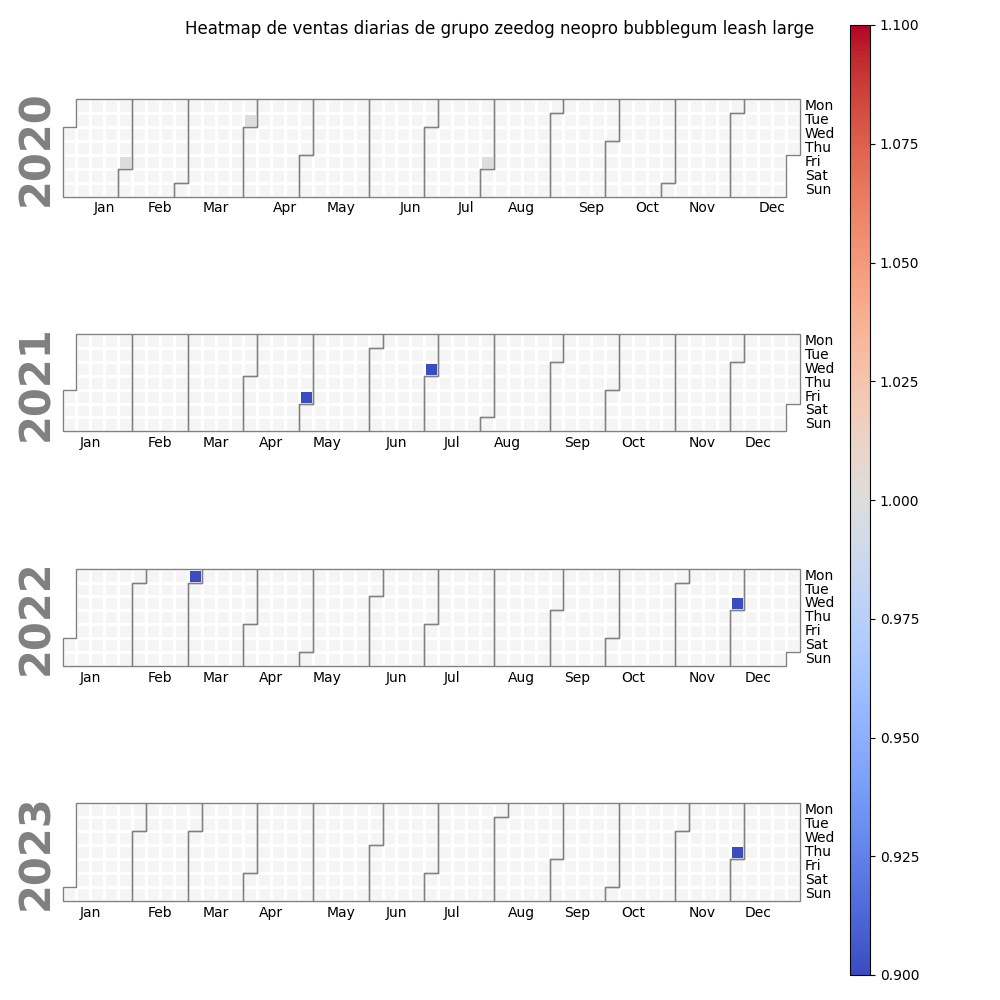 Heatmap de ventas diarias de grupo zeedog neopro bubblegum leash large
2020
Mon
Tue
Wed
Thu
Fri
Sat
Sun
Jan Feb Mar Apr May Jun Jul Aug Sep Oct Nov Dec
2021
Mon
Tue
Wed
Thu
Fri
Sat
Sun
Jan Feb Mar Apr May Jun Jul Aug Sep Oct Nov Dec
2022
Mon
Tue
Wed
Thu
Fri
Sat
Sun
Jan Feb Mar Apr May Jun Jul Aug Sep Oct Nov Dec
2023
Mon
Tue
Wed
Thu
Fri
Sat
Sun
Jan Feb Mar Apr May Jun Jul Aug Sep Oct Nov Dec
1.100
1.075
1.050
1.025
1.000
0.975
0.950
0.925
0.900